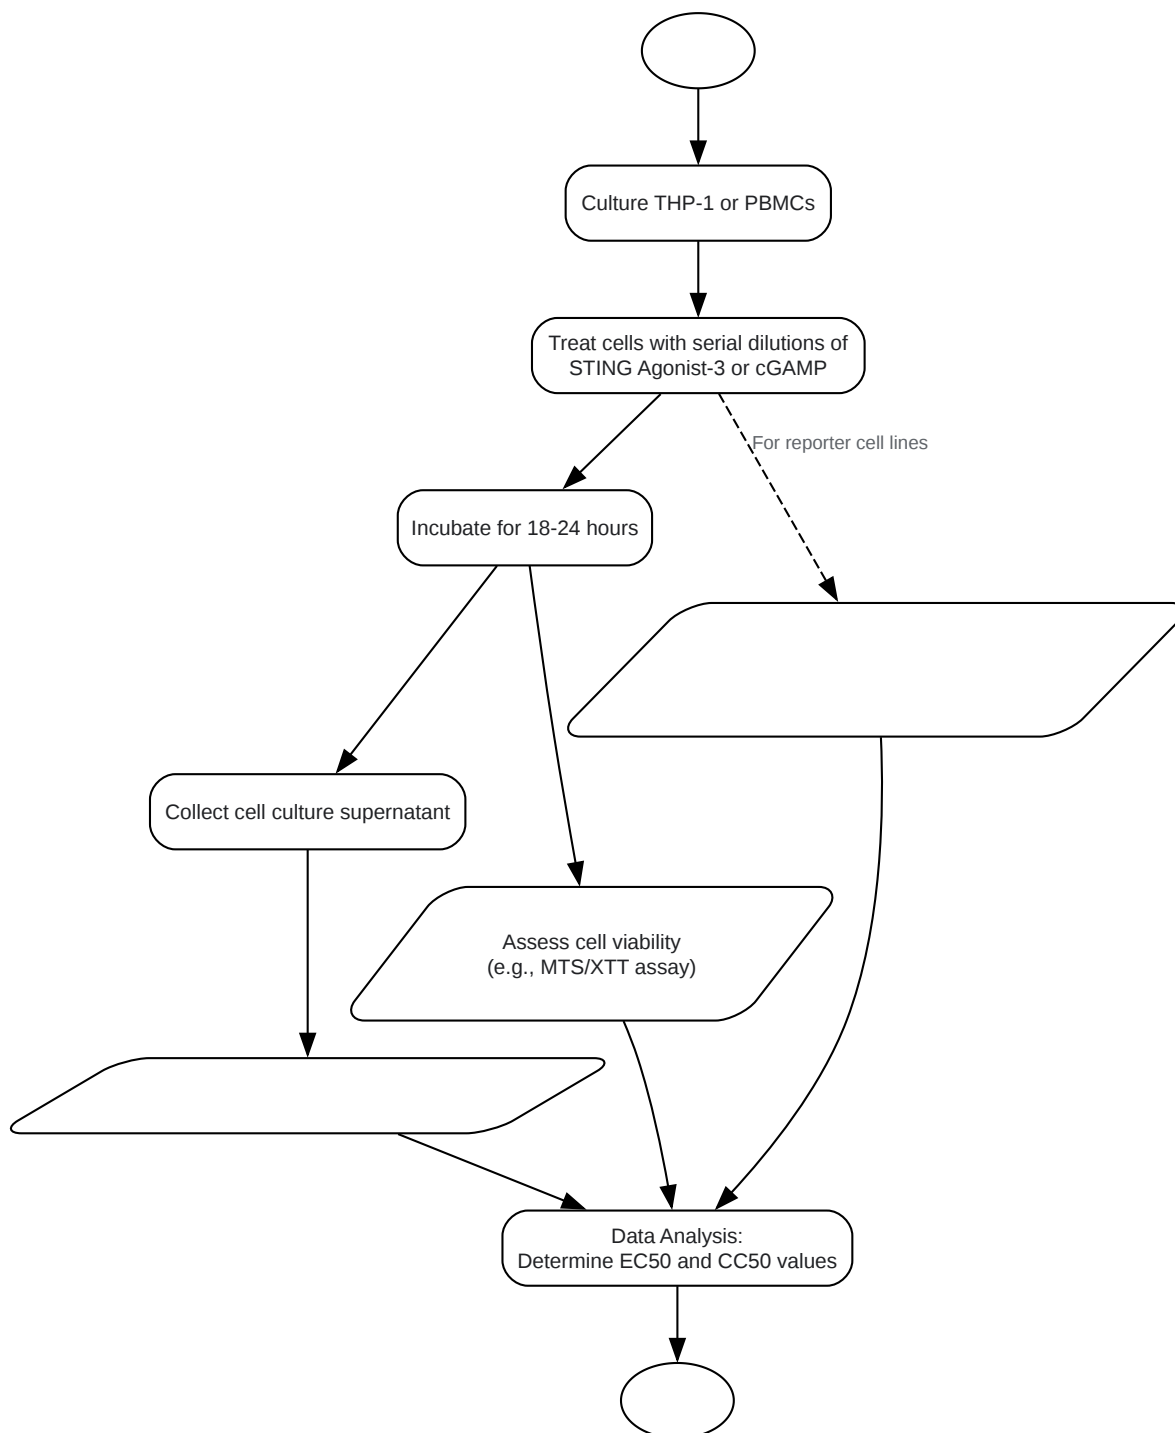 Culture THP-1 or PBMCs
Treat cells with serial dilutions of
STING Agonist-3 or cGAMP
For reporter cell lines
Incubate for 18-24 hours
Collect cell culture supernatant
Assess cell viability
(e.g., MTS/XTT assay)
Data Analysis:
Determine EC50 and CC50 values